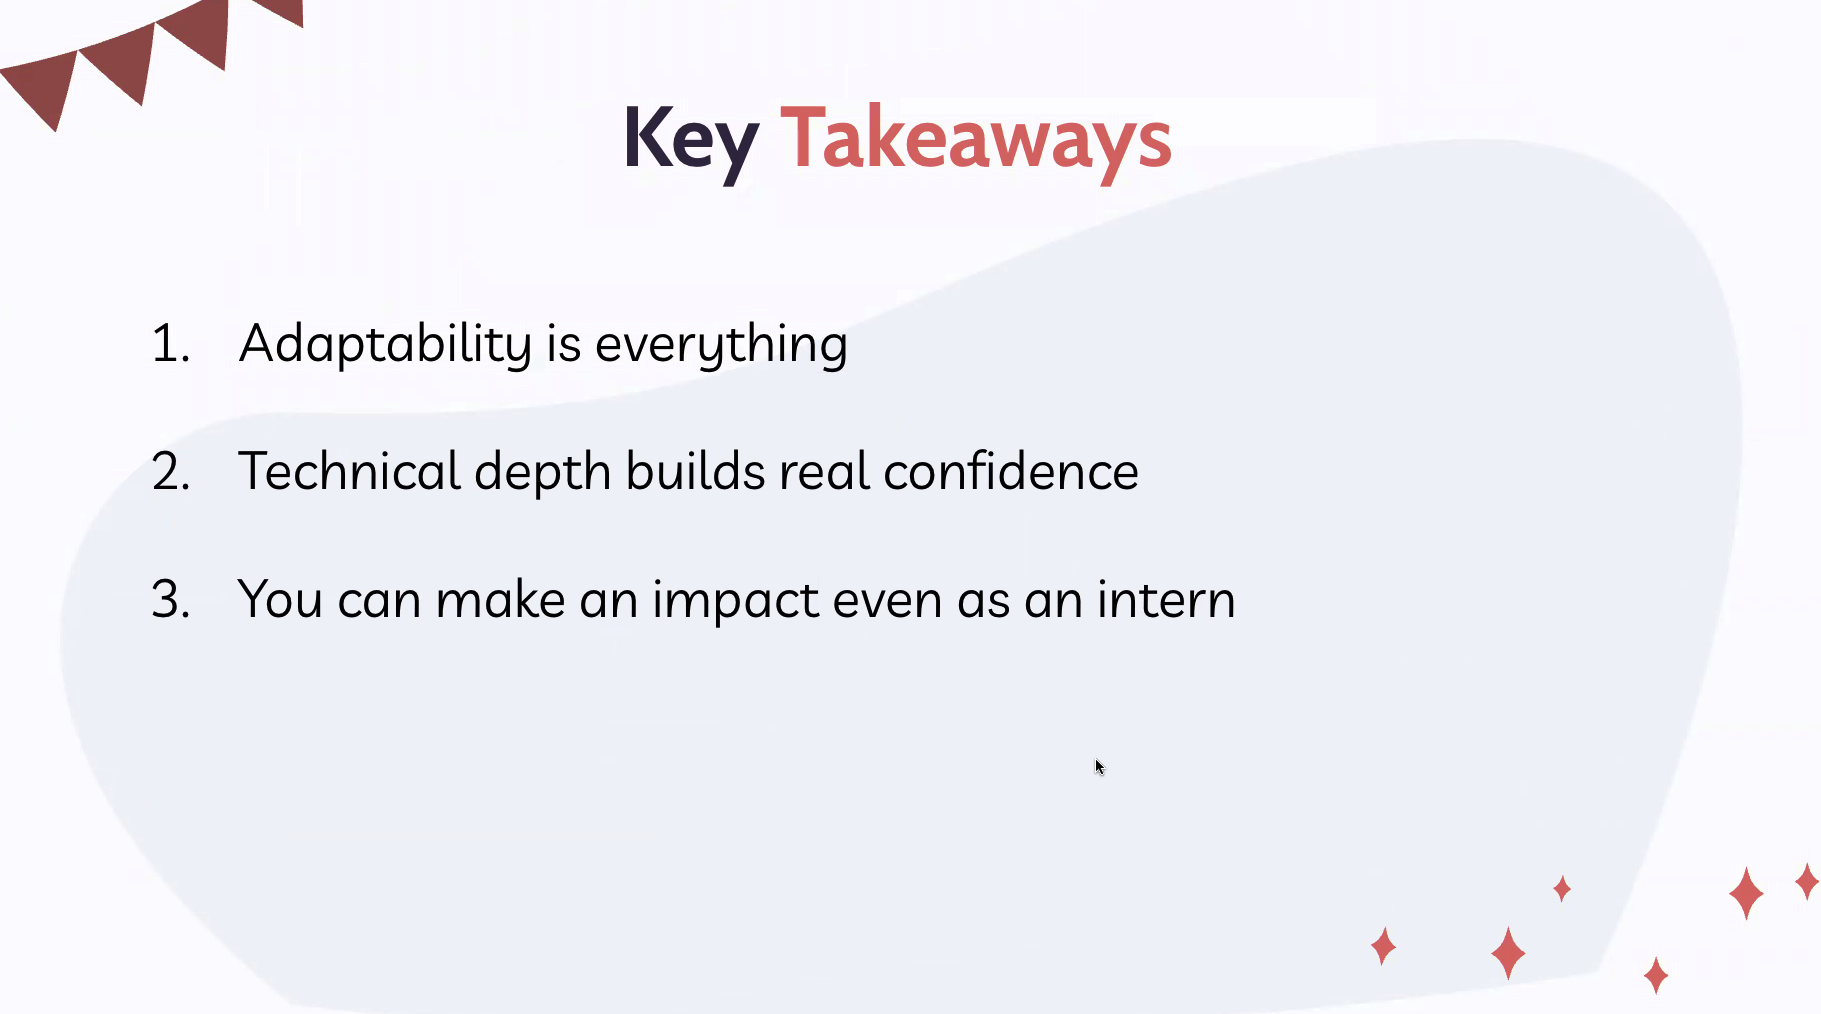 Key Takeaways
1. Adaptability is everything
2. Technical depth builds real confidence
3. You can make an impact even as an intern